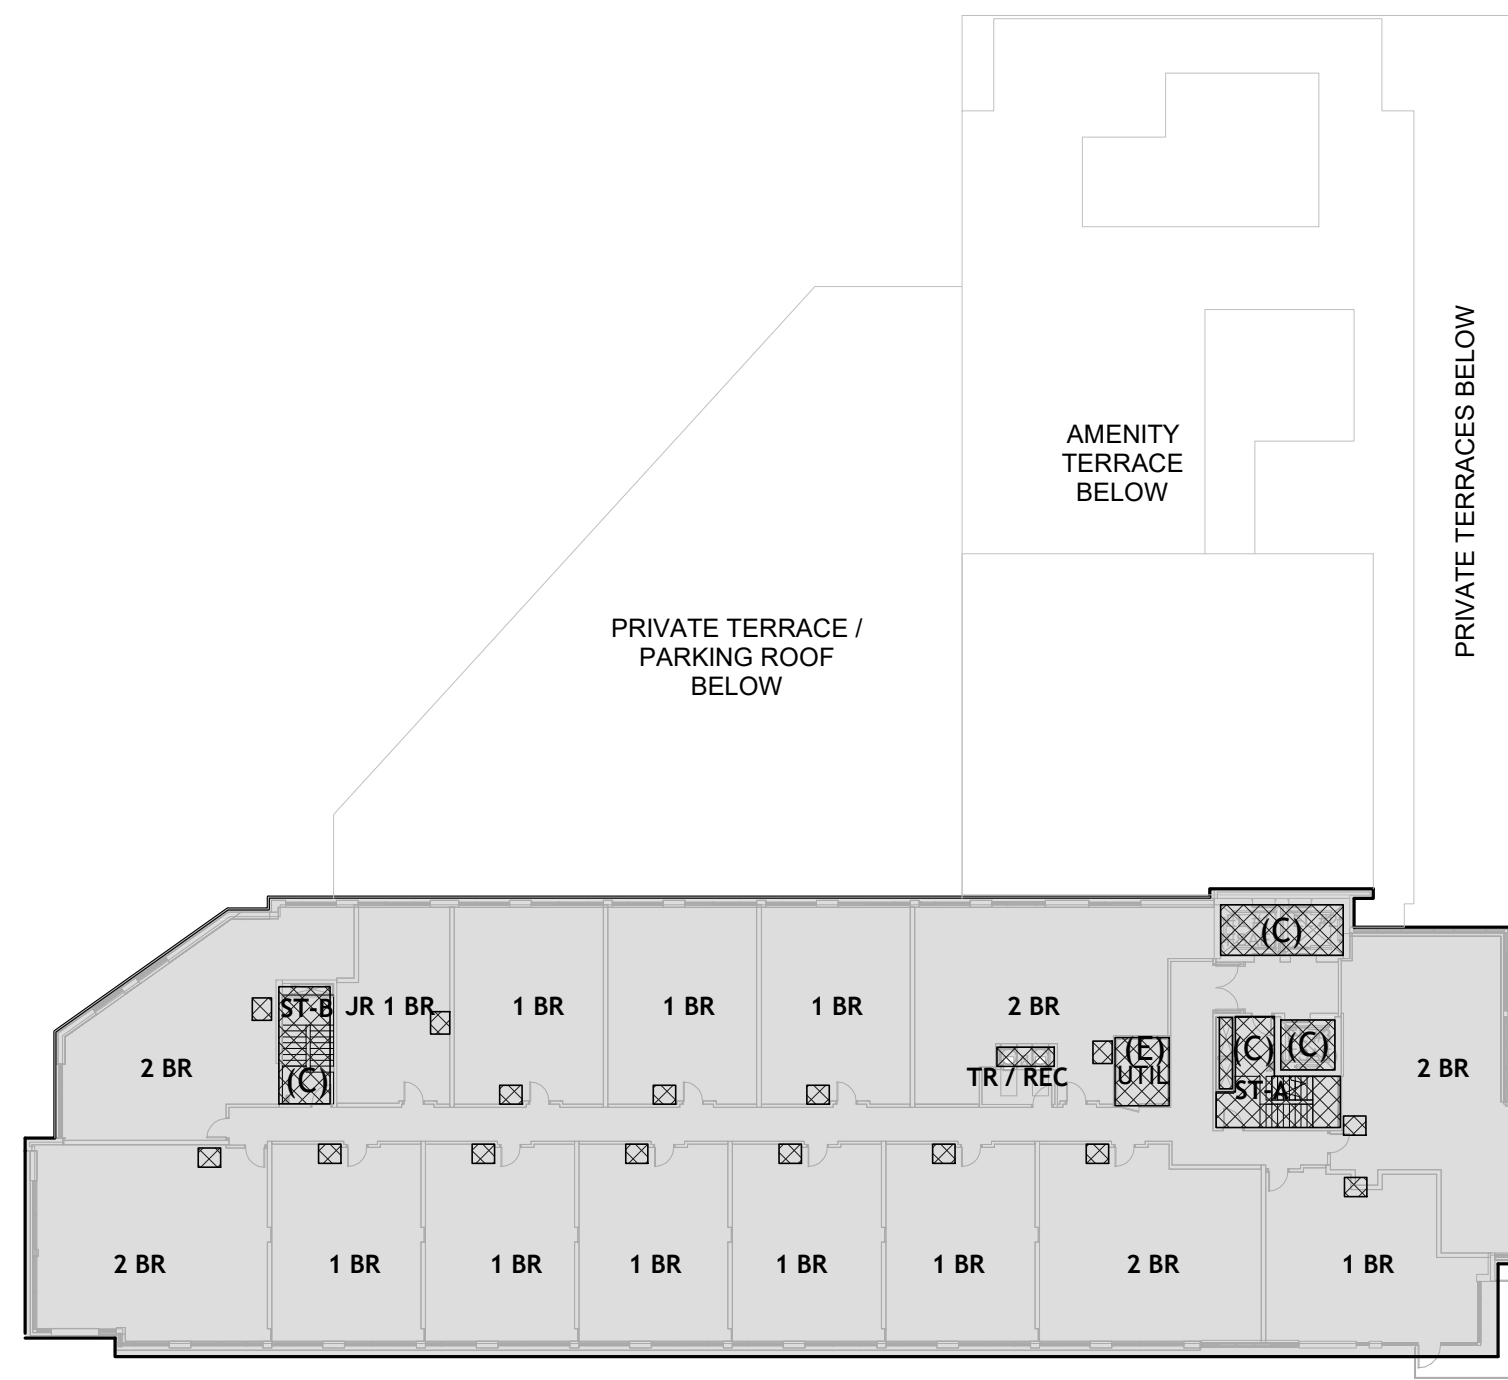 AMENITY
TERRACE
BELOW
PRIVATE TERRACES BELOW
PRIVATE TERRACE /
PARKING ROOF
BELOW
(C)
ST-B
JR 1 BR
1 BR
1 BR
1 BR
2 BR
2 BR
(C)
TR / REC
(E)
UTIL
(C)
(C)
ST-A
2 BR
2 BR
1 BR
1 BR
1 BR
1 BR
1 BR
2 BR
1 BR